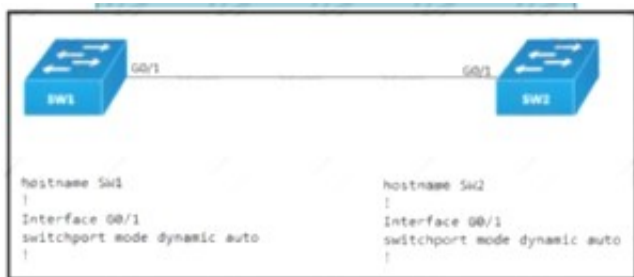 G0/1
G0/1
SW1
SW2
hostname SW1
!
Interface G0/1
switchport mode dynamic auto
!
hostname SW2
!
Interface G0/1
switchport mode dynamic auto
!